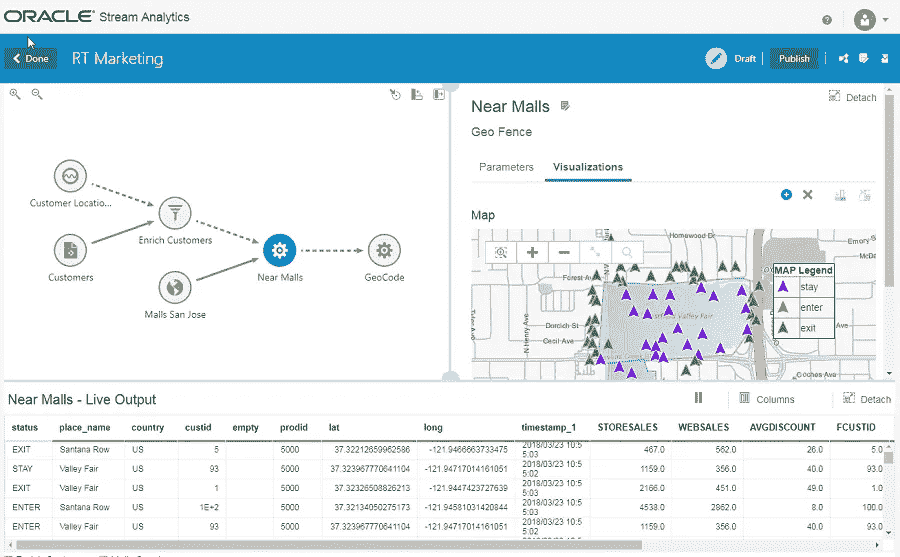 ORACLE® Stream Analytics
Done RT Marketing Draft Publish
Near Malls Detach
Geo Fence
Parameters Visualizations
Customer Locatio...
Enrich Customers
Customers
Near Malls
GeoCode
Malls San Jose
Map
Homewood Dr
Emory S
Forest Av
Dorcich St
Cecil Ave
N Henry Ave
Valley Fair
MAP Legend
stay
enter
exit
Near Malls - Live Output Columns Detach
status place_name country custid empty prodid lat long timestamp_1 STORESALES WEBSALES AVGDISCOUNT FCUSTID
EXIT Santana Row US 5 5000 37.32212659962586 -121.9466663733475 2018/03/23 10:5 5:03 467.0 562.0 26.0 5.0
STAY Valley Fair US 93 5000 37.323967770641104 -121.94717014161051 2018/03/23 10:5 5:02 1159.0 356.0 40.0 93.0
EXIT Valley Fair US 1 5000 37.32326508826213 -121.9447423727639 2018/03/23 10:5 5:03 2166.0 451.0 49.0 1.0
ENTER Santana Row US 1E+2 5000 37.32134050275173 -121.94581031420844 2018/03/23 10:5 5:03 4538.0 2862.0 8.0 100.0
ENTER Valley Fair US 93 5000 37.323967770641104 -121.94717014161051 2018/03/23 10:5 5:02 1159.0 356.0 40.0 93.0